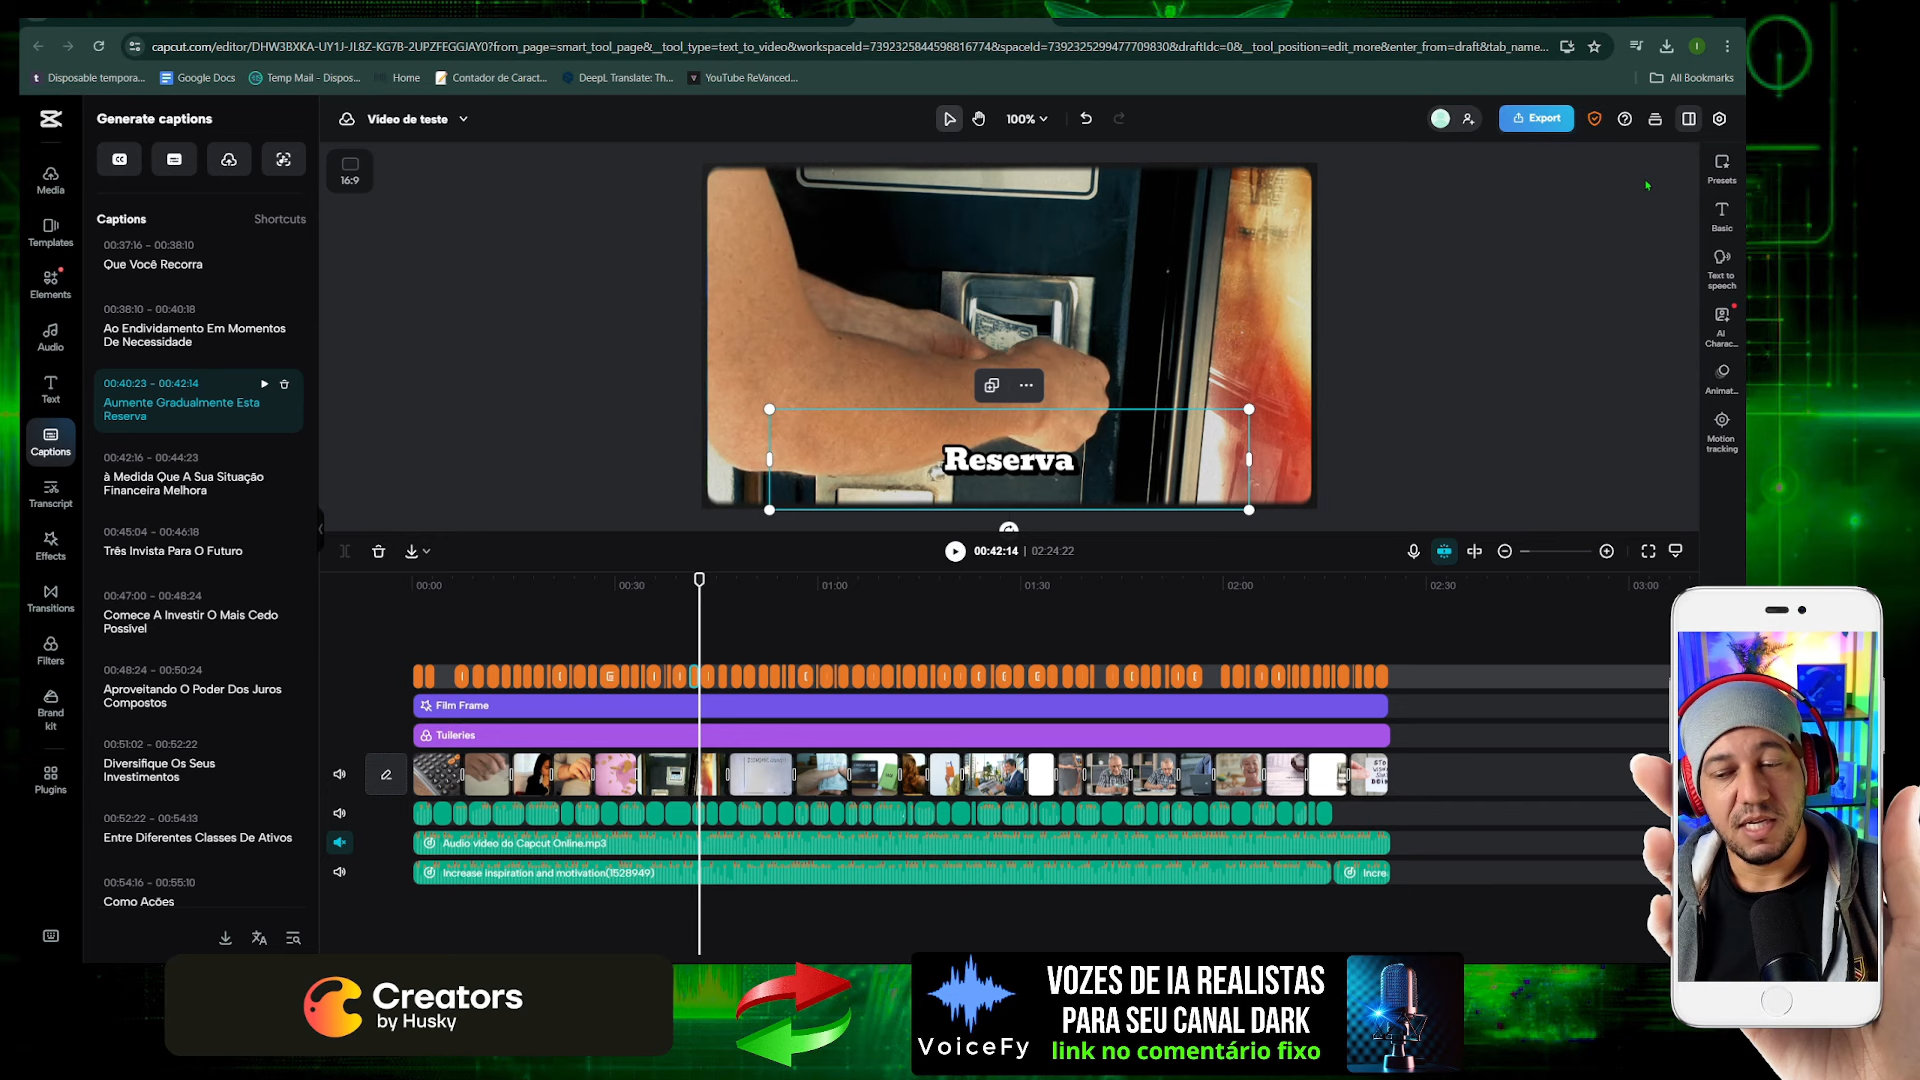 capcut.com/editor/DHW3BXKA-UY1J-JL8Z-KG7B-2UPZFEGGJAY0?from_page=smart_tool_page&__tool_type=text_to_video&workspaceId=7392325844598816774&spaceId=7392325299477709830&draftIdc=0&__tool_position=edit_more&enter_from=draft&tab_name...
Disposable tempora...
Google Docs
Temp Mail - Dispos...
Home
Contador de Caract...
DeepL Translate: Th...
YouTube ReVanced...
All Bookmarks
Generate captions
Vídeo de teste
100%
Export
16:9
Media
Templates
Elements
Audio
Text
Captions
Transcript
Effects
Transitions
Filters
Brand
kit
Plugins
Captions
Shortcuts
00:37:16 – 00:38:10
Que Você Recorra
00:38:10 – 00:40:18
Ao Endividamento Em Momentos
De Necessidade
00:40:23 – 00:42:14
Aumente Gradualmente Esta
Reserva
00:42:16 – 00:44:23
à Medida Que A Sua Situação
Financeira Melhora
00:45:04 – 00:46:18
Três Invista Para O Futuro
00:47:00 – 00:48:24
Comece A Investir O Mais Cedo
Possível
00:48:24 – 00:50:24
Aproveitando O Poder Dos Juros
Compostos
00:51:02 – 00:52:22
Diversifique Os Seus
Investimentos
00:52:22 – 00:54:13
Entre Diferentes Classes De Ativos
00:54:16 – 00:55:10
Como Ações
Reserva
Presets
Basic
Text to
speech
AI
Charac...
Animat...
Motion
tracking
00:42:14 | 02:24:22
00:00
00:30
01:00
01:30
02:00
02:30
03:00
Film Frame
Tuileries
Audio video do Capcut Online.mp3
Increase inspiration and motivation(1528949)
Increa
Creators
by Husky
VoiceFy
VOZES DE IA REALISTAS
PARA SEU CANAL DARK
link no comentário fixo